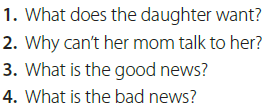 1. What does the daughter want?
2. Why can't her mom talk to her?
3. What is the good news?
4. What is the bad news?